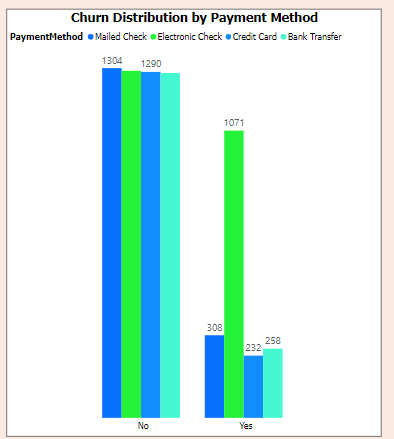 Churn Distribution by Payment Method
PaymentMethod Mailed Check Electronic Check Credit Card Bank Transfer
1304 1290
1071
308 232 258
No Yes